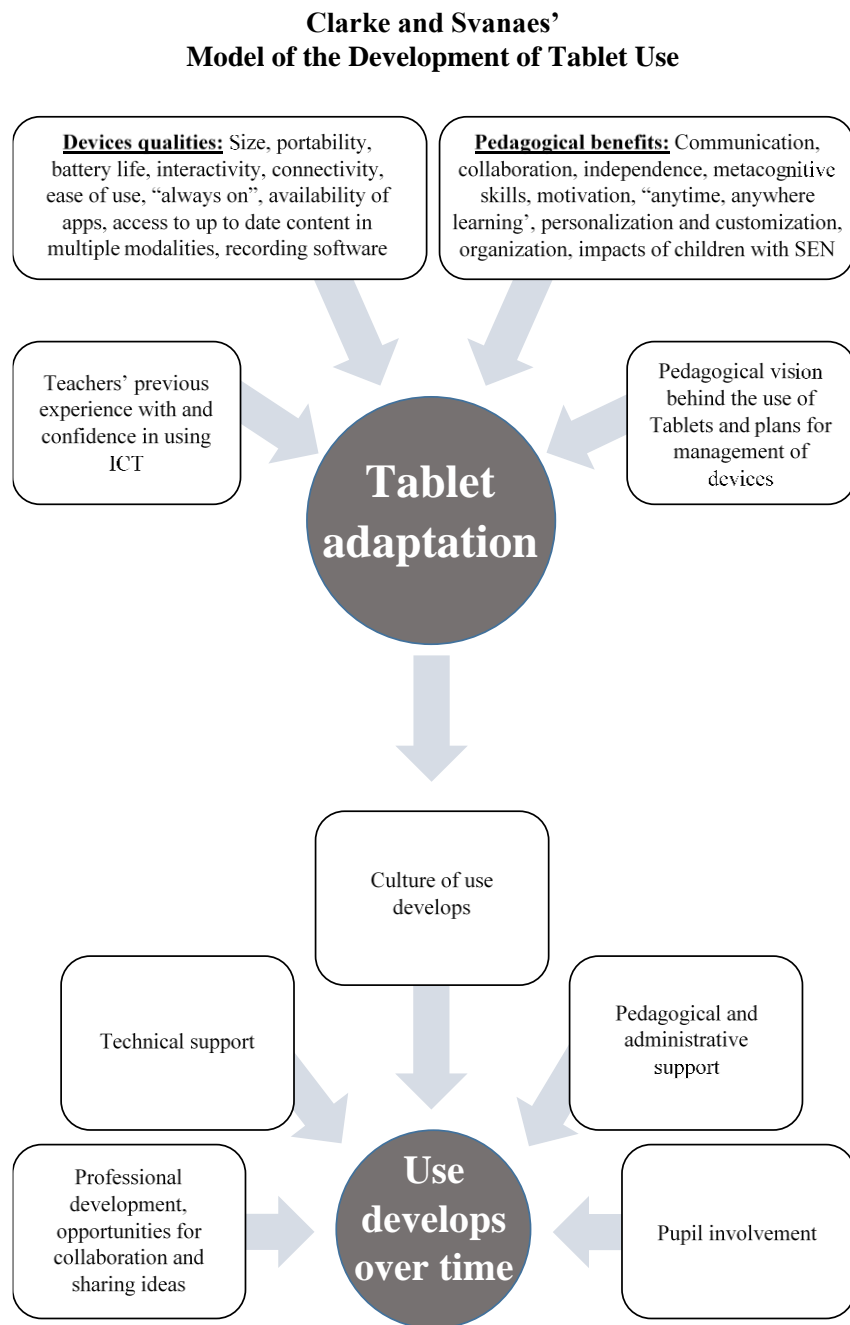 Clarke and Svanaes’
Model of the Development of Tablet Use
Devices qualities: Size, portability,
battery life, interactivity, connectivity,
ease of use, “always on”, availability of
apps, access to up to date content in
multiple modalities, recording software
Pedagogical benefits: Communication,
collaboration, independence, metacognitive
skills, motivation, “anytime, anywhere
learning’, personalization and customization,
organization, impacts of children with SEN
Teachers’ previous
experience with and
confidence in using
ICT
Pedagogical vision
behind the use of
Tablets and plans for
management of
devices
Tablet
adaptation
Culture of use
develops
Technical support
Pedagogical and
administrative
support
Professional
development,
opportunities for
collaboration and
sharing ideas
Use
develops
over time
Pupil involvement